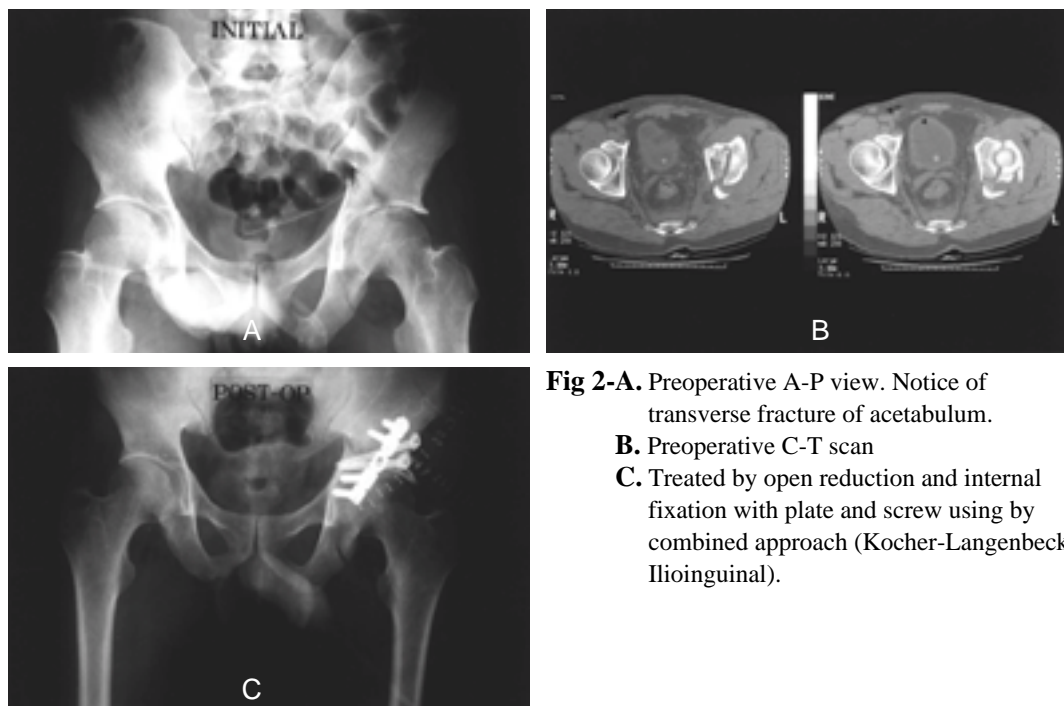 INITIAL
A
R
L
B
POST-OP
C
Fig 2-A. Preoperative A-P view. Notice of
transverse fracture of acetabulum.
B. Preoperative C-T scan
C. Treated by open reduction and internal
fixation with plate and screw using by
combined approach (Kocher-Langenbeck
Ilioinguinal).